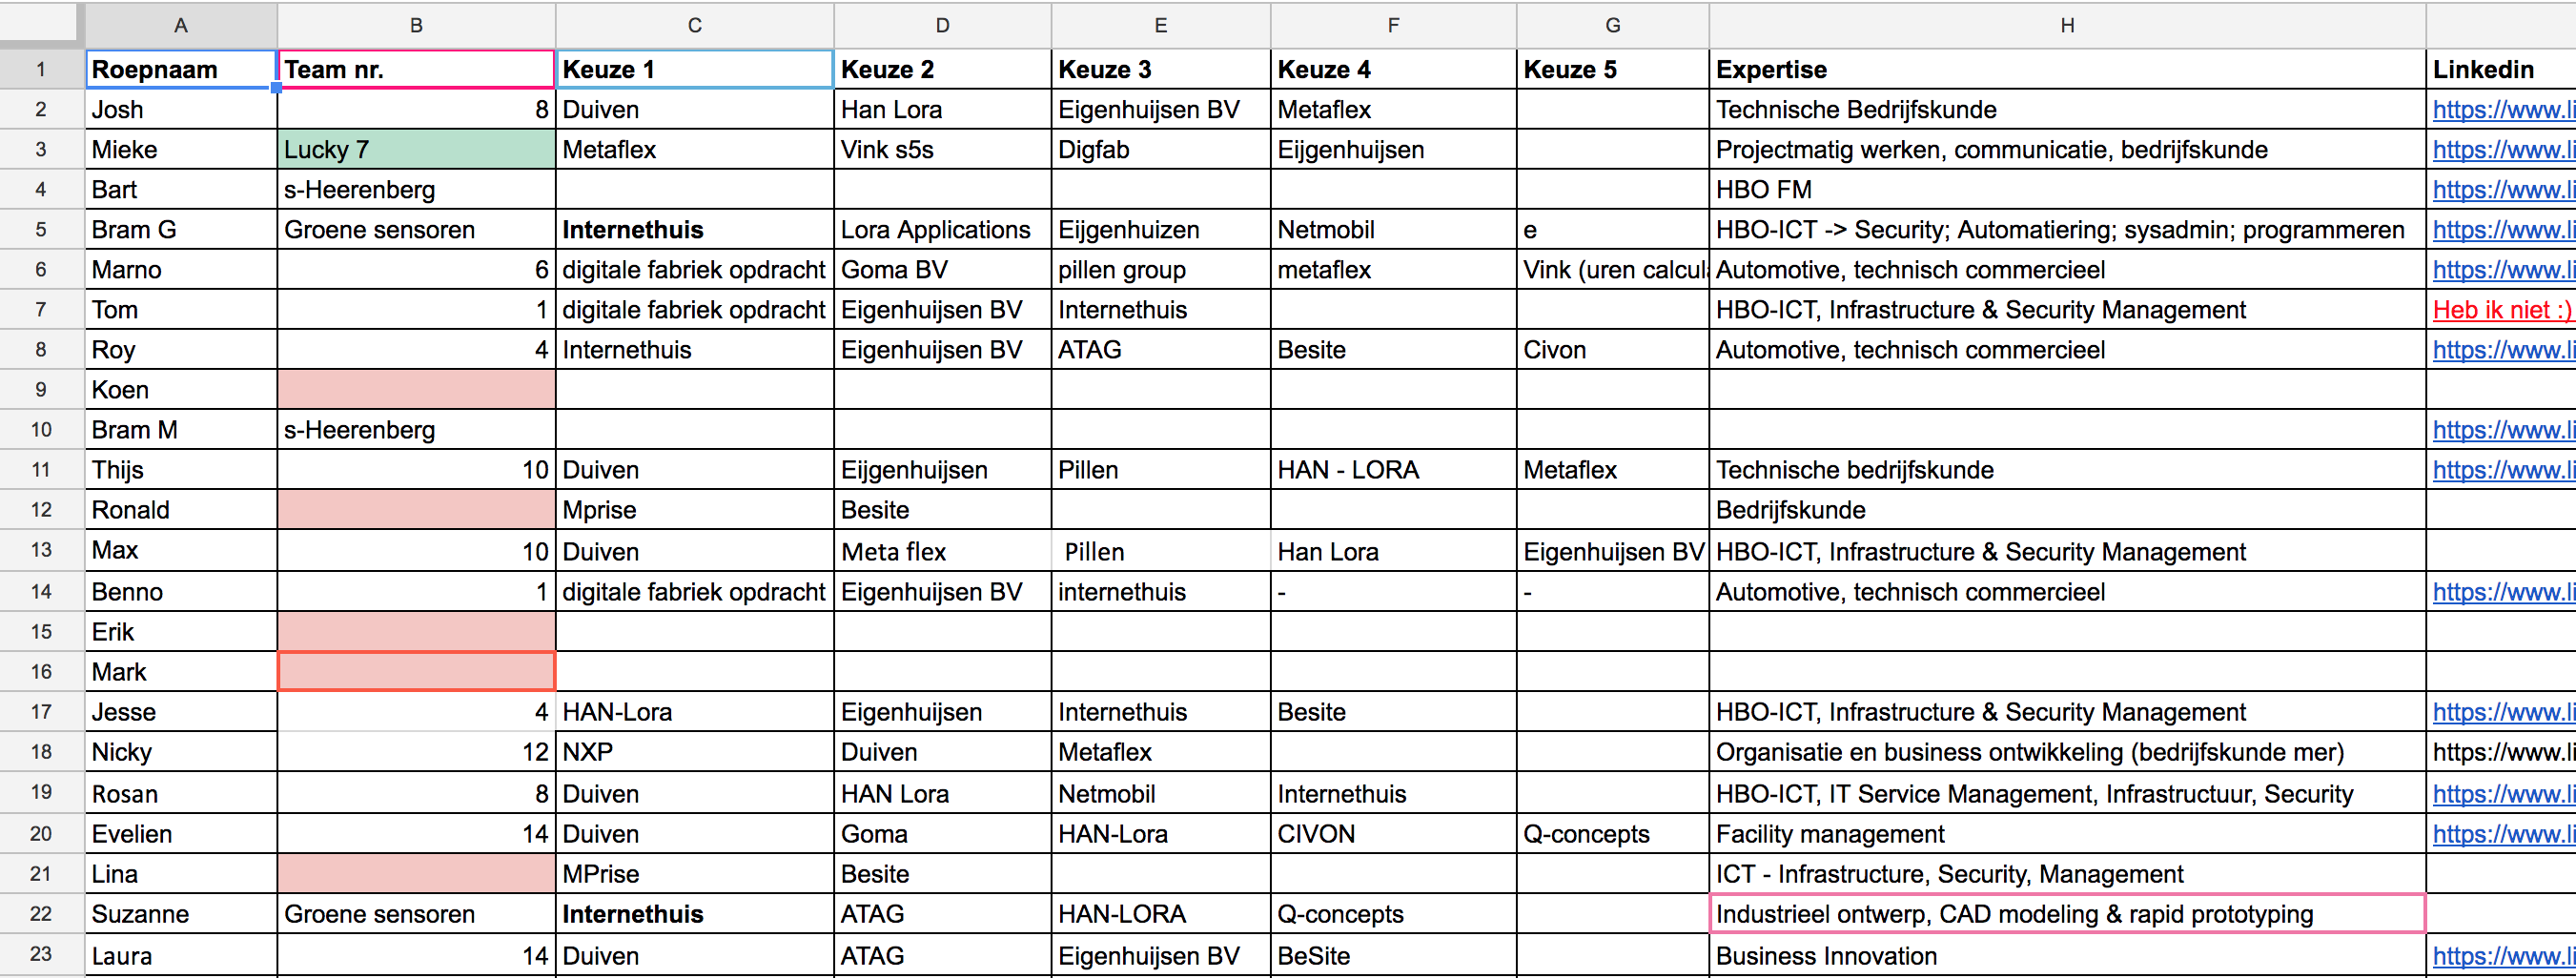 A B C D E F G H
1 Roepnaam Team nr. Keuze 1 Keuze 2 Keuze 3 Keuze 4 Keuze 5 Expertise Linkedin
2 Josh 8 Duiven Han Lora Eigenhuijsen BV Metaflex Technische Bedrijfskunde https://www.li
3 Mieke Lucky 7 Metaflex Vink s5s Digfab Eijgenhuijsen Projectmatig werken, communicatie, bedrijfskunde https://www.li
4 Bart s-Heerenberg HBO FM https://www.li
5 Bram G Groene sensoren Internethuis Lora Applications Eijgenhuizen Netmobil e HBO-ICT -> Security; Automatiering; sysadmin; programmeren https://www.li
6 Marno 6 digitale fabriek opdracht Goma BV pillen group metaflex Vink (uren calcul Automotive, technisch commercieel https://www.li
7 Tom 1 digitale fabriek opdracht Eigenhuijsen BV Internethuis HBO-ICT, Infrastructure & Security Management Heb ik niet :)
8 Roy 4 Internethuis Eigenhuijsen BV ATAG Besite Civon Automotive, technisch commercieel https://www.li
9 Koen
10 Bram M s-Heerenberg https://www.li
11 Thijs 10 Duiven Eijgenhuijsen Pillen HAN - LORA Metaflex Technische bedrijfskunde https://www.li
12 Ronald Mprise Besite Bedrijfskunde
13 Max 10 Duiven Meta flex Pillen Han Lora Eigenhuijsen BV HBO-ICT, Infrastructure & Security Management
14 Benno 1 digitale fabriek opdracht Eigenhuijsen BV internethuis - - Automotive, technisch commercieel https://www.li
15 Erik
16 Mark
17 Jesse 4 HAN-Lora Eigenhuijsen Internethuis Besite HBO-ICT, Infrastructure & Security Management https://www.li
18 Nicky 12 NXP Duiven Metaflex Organisatie en business ontwikkeling (bedrijfskunde mer) https://www.li
19 Rosan 8 Duiven HAN Lora Netmobil Internethuis HBO-ICT, IT Service Management, Infrastructuur, Security https://www.li
20 Evelien 14 Duiven Goma HAN-Lora CIVON Q-concepts Facility management https://www.li
21 Lina MPrise Besite ICT - Infrastructure, Security, Management
22 Suzanne Groene sensoren Internethuis ATAG HAN-LORA Q-concepts Industrieel ontwerp, CAD modeling & rapid prototyping
23 Laura 14 Duiven ATAG Eigenhuijsen BV BeSite Business Innovation https://www.li